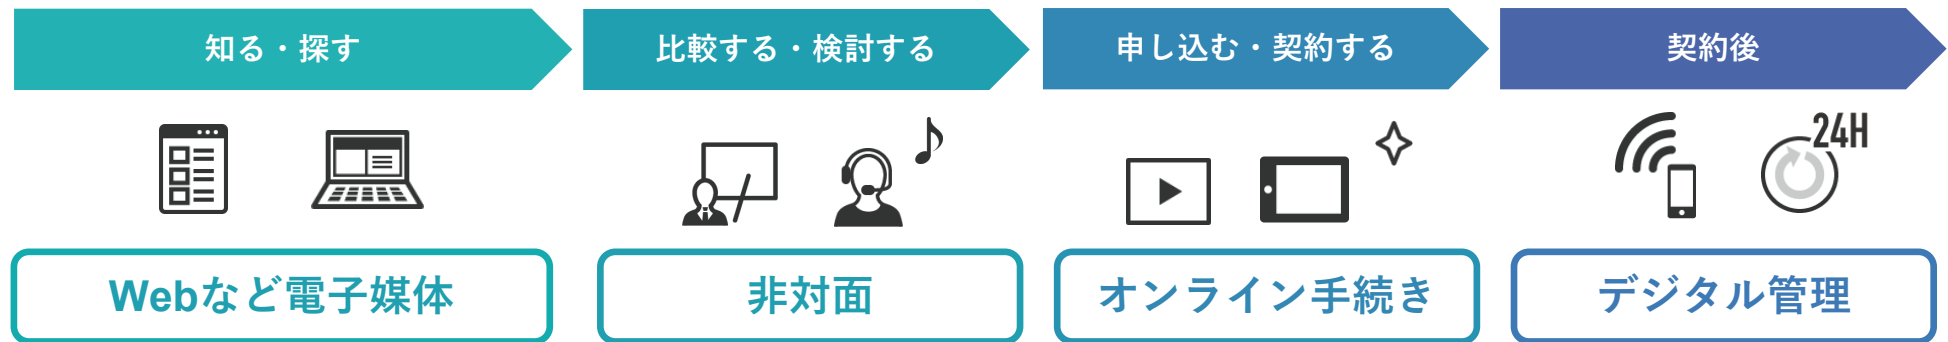 知る・探す
比較する・検討する
申し込む・契約する
契約後
24H
Webなど電子媒体
非対面
オンライン手続き
デジタル管理